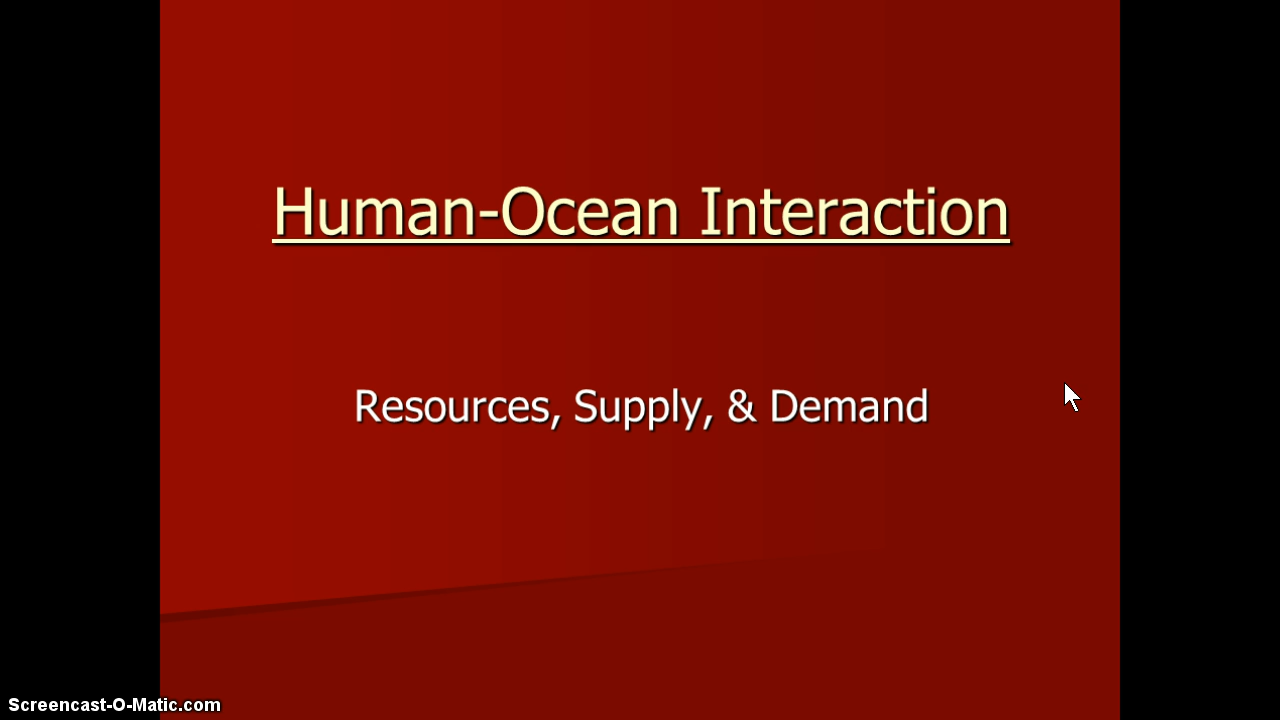 Human-Ocean Interaction
Resources, Supply, & Demand
Screencast-O-Matic.com